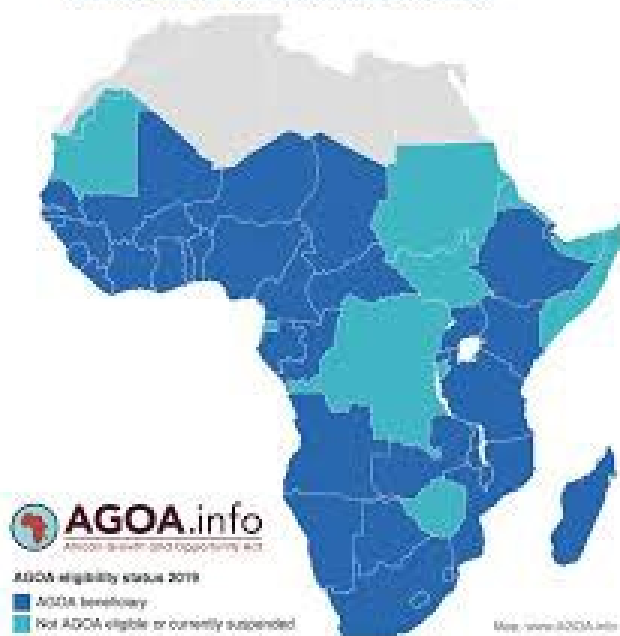 AGOA.info
African Growth and Opportunity Act
AGOA eligibility status 2019
AGOA beneficiary
Not AGOA eligible or currently suspended
Map: www.AGOA.info